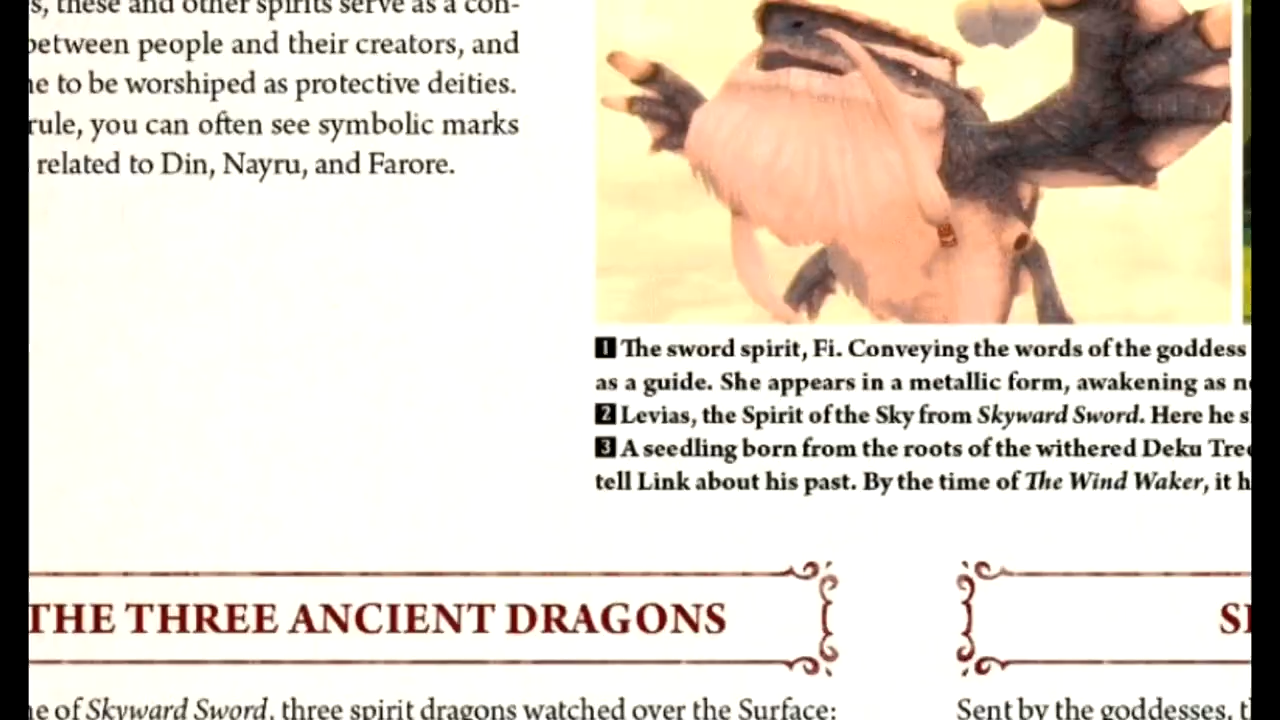 s, these and other spirits serve as a con-
between people and their creators, and
e to be worshiped as protective deities.
rule, you can often see symbolic marks
related to Din, Nayru, and Farore.
1 The sword spirit, Fi. Conveying the words of the goddess
as a guide. She appears in a metallic form, awakening as
2 Levias, the Spirit of the Sky from Skyward Sword. Here he s
3 A seedling born from the roots of the withered Deku Tree
tell Link about his past. By the time of The Wind Waker, it h
THE THREE ANCIENT DRAGONS
e of Skyward Sword, three spirit dragons watched over the Surface:
Sent by the goddesses,